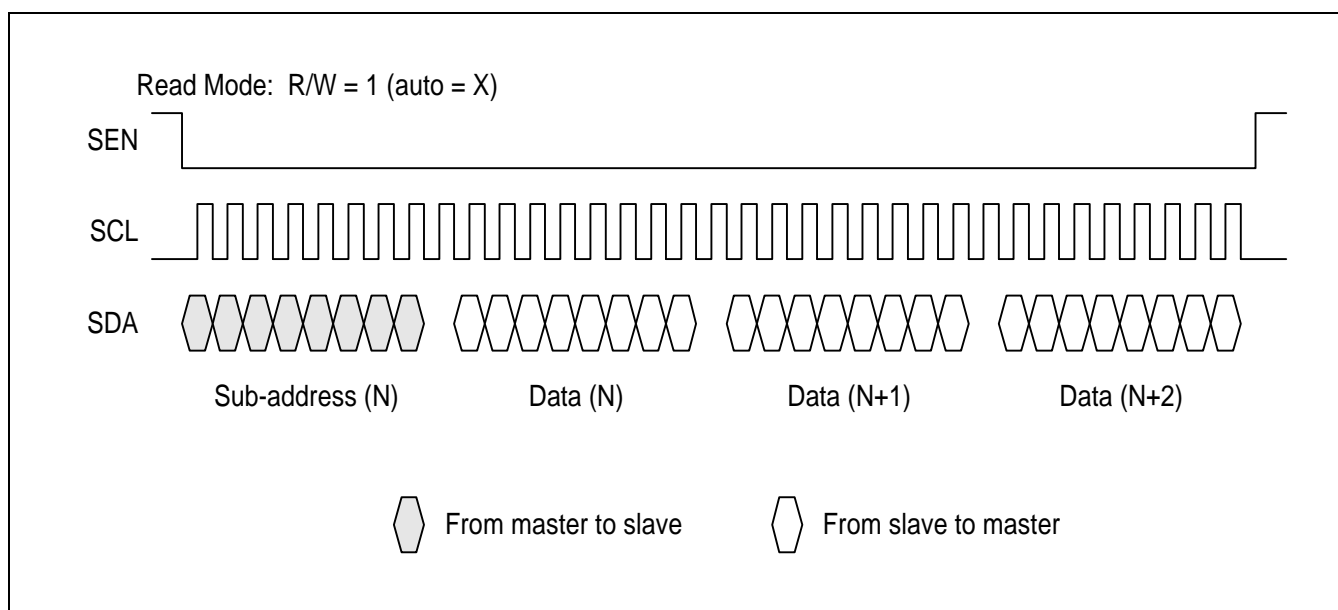 Read Mode: R/W = 1 (auto = X)
SEN
SCL
SDA
Sub-address (N) Data (N) Data (N+1) Data (N+2)
From master to slave From slave to master